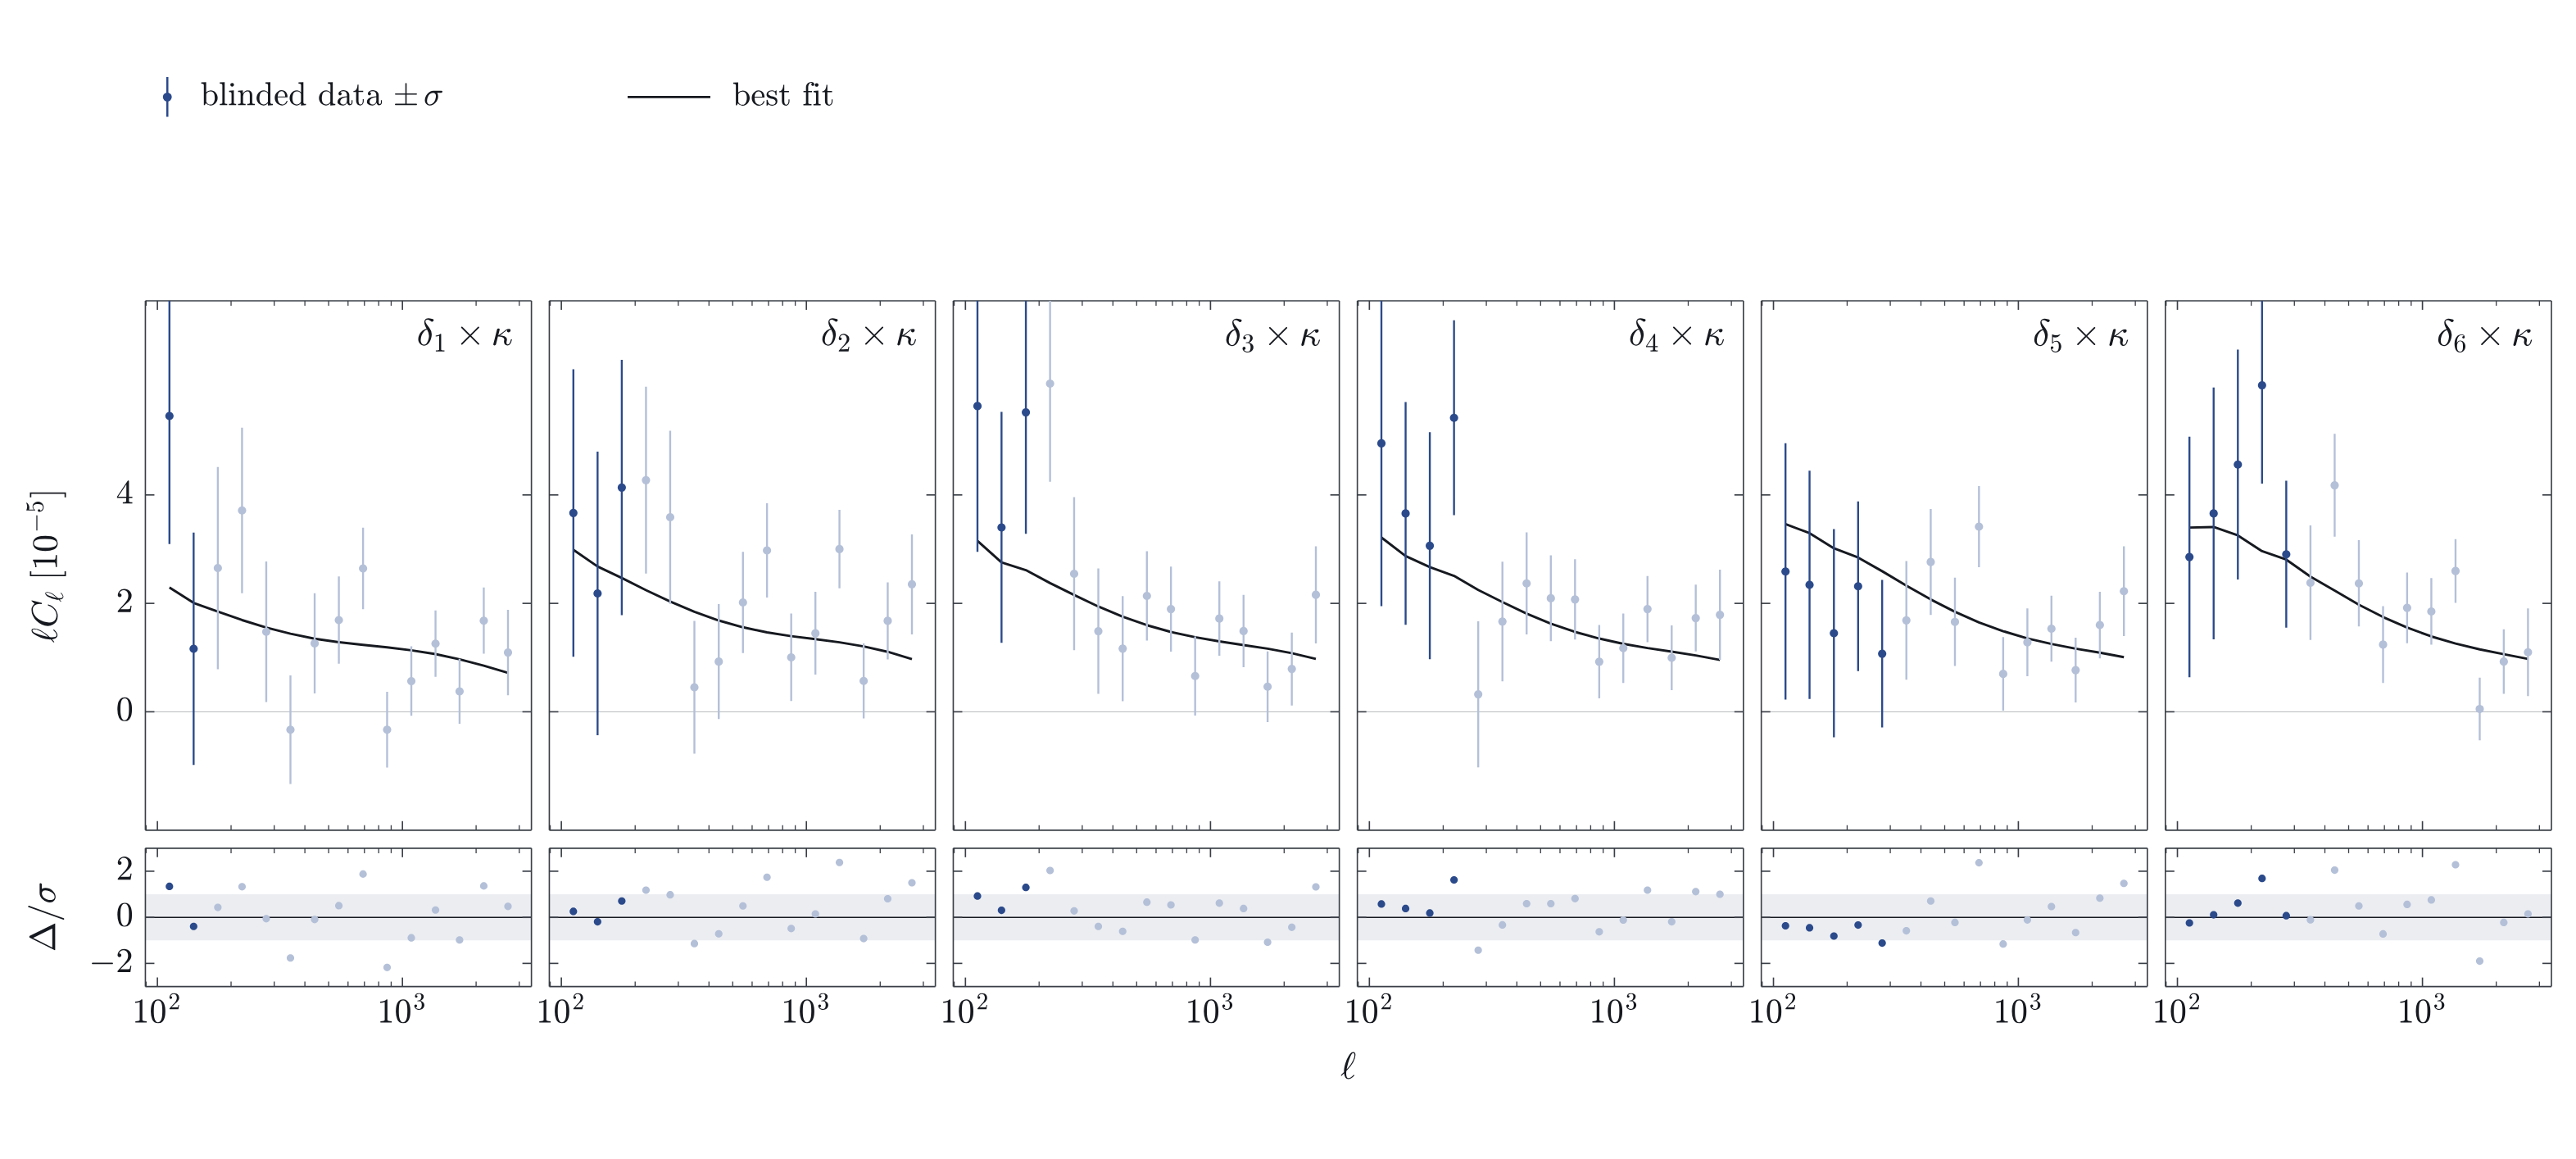 blinded data ± σ   best fit
δ₁ × κ   δ₂ × κ   δ₃ × κ   δ₄ × κ   δ₅ × κ   δ₆ × κ
ℓC_ℓ [10⁻⁵]
4
2
0
Δ/σ
2
0
−2
10² 10³ 10² 10³ 10² 10³ 10² 10³ 10² 10³ 10² 10³
ℓ